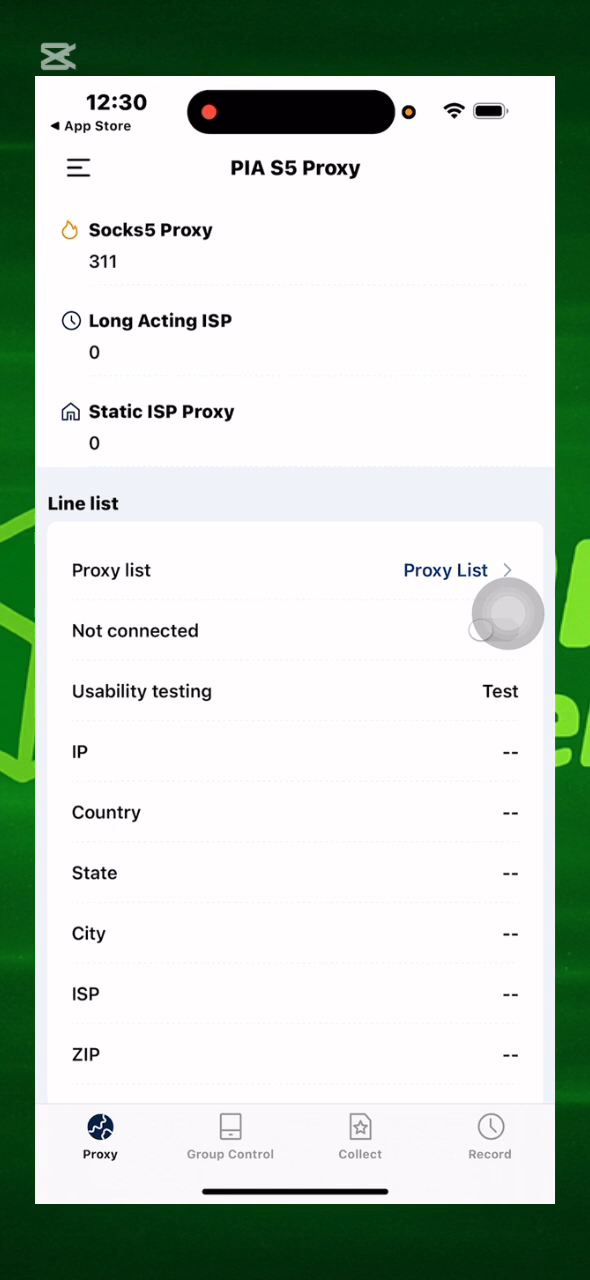 12:30
◀ App Store
PIA S5 Proxy
Socks5 Proxy
311
Long Acting ISP
0
Static ISP Proxy
0
Line list
Proxy list Proxy List
Not connected
Usability testing Test
IP --
Country --
State --
City --
ISP --
ZIP --
Proxy Group Control Collect Record